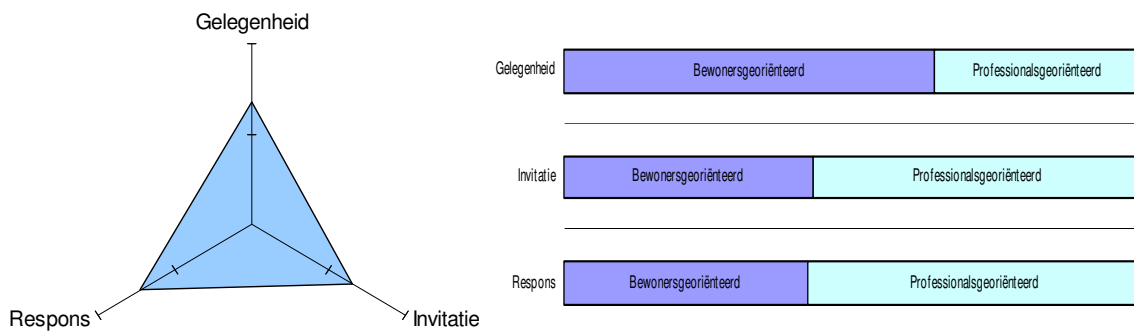 Gelegenheid
Respons
Invitatie
Gelegenheid
Bewonersgeoriënteerd
Professionalsgeoriënteerd
Invitatie
Bewonersgeoriënteerd
Professionalsgeoriënteerd
Respons
Bewonersgeoriënteerd
Professionalsgeoriënteerd